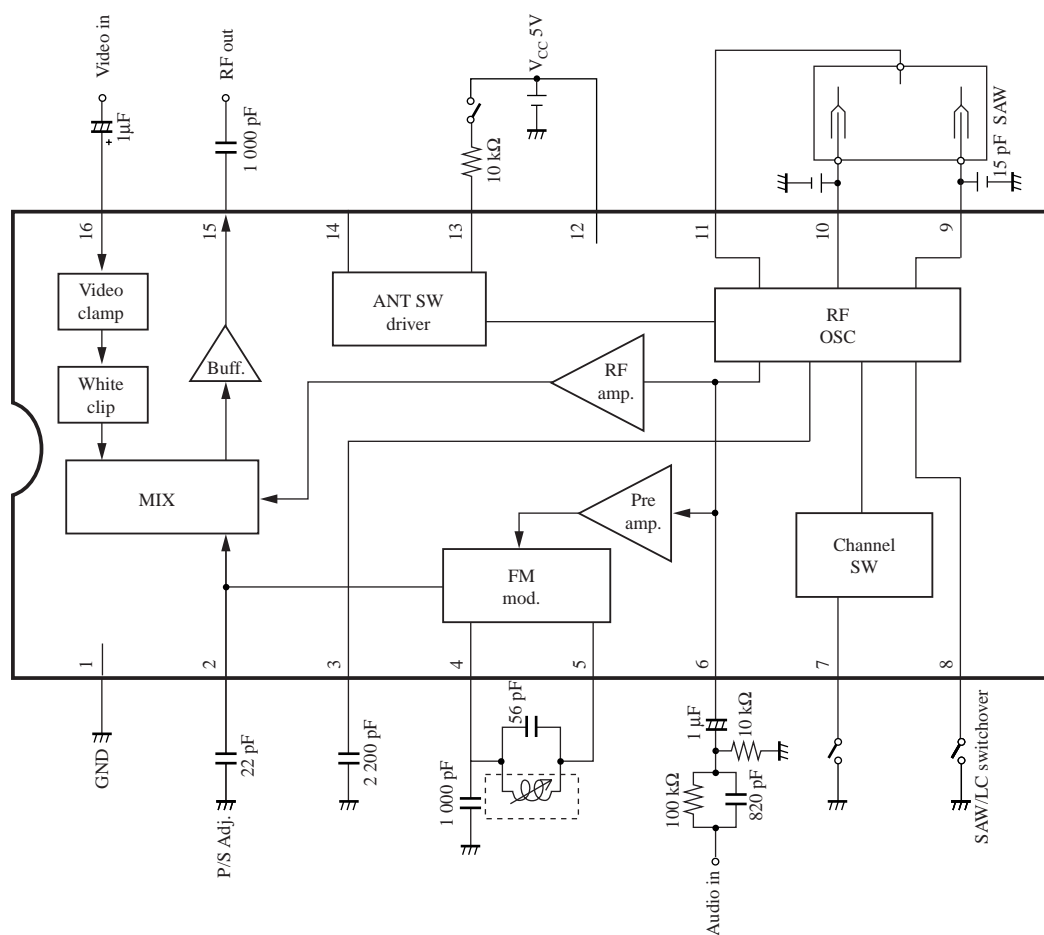 Video in
1μF
+
RF out
1 000 pF
10 kΩ
VCC 5V
15 pF
SAW
16
15
14
13
12
11
10
9
Video
clamp
White
clip
MIX
Buff.
ANT SW
driver
RF
amp.
RF
OSC
Pre
amp.
FM
mod.
Channel
SW
1
2
3
4
5
6
7
8
GND
P/S Adj.
22 pF
2 200 pF
1 000 pF
56 pF
1 μF
10 kΩ
100 kΩ
820 pF
Audio in
SAW/LC switchover